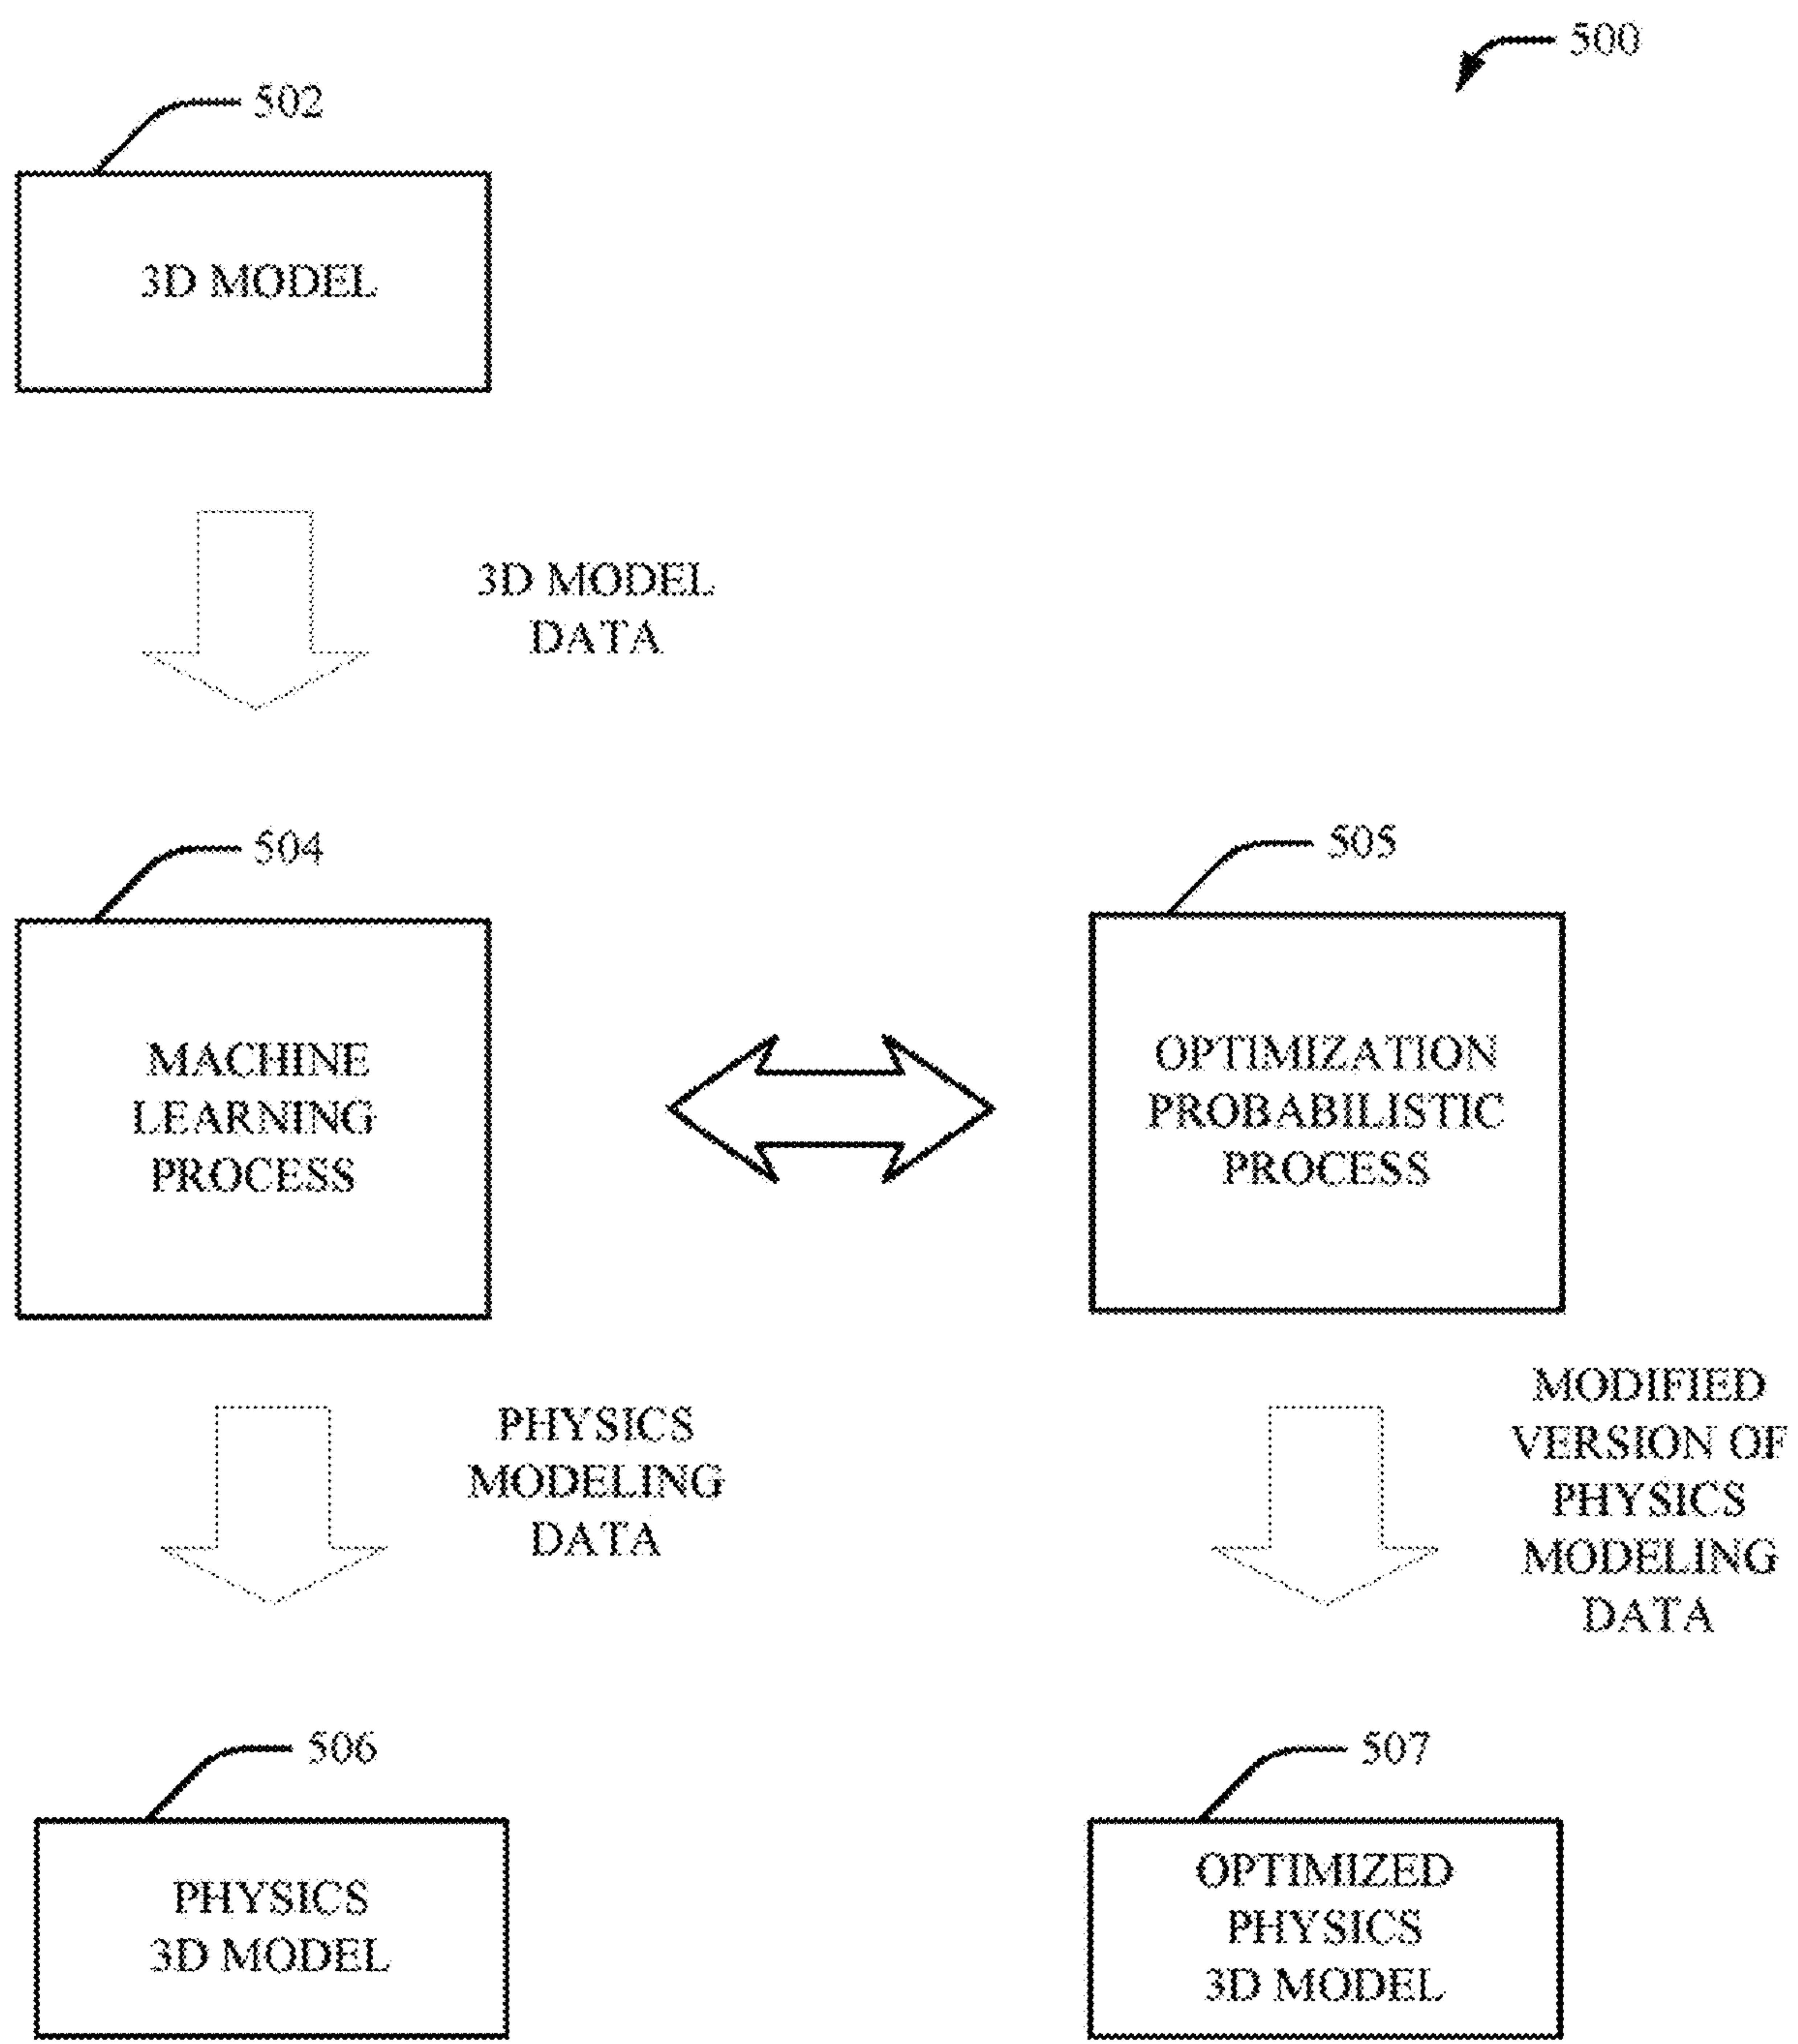 500
502
3D MODEL
3D MODEL
DATA
504
505
MACHINE
LEARNING
PROCESS
OPTIMIZATION
PROBABILISTIC
PROCESS
PHYSICS
MODELING
DATA
MODIFIED
VERSION OF
PHYSICS
MODELING
DATA
506
507
PHYSICS
3D MODEL
OPTIMIZED
PHYSICS
3D MODEL